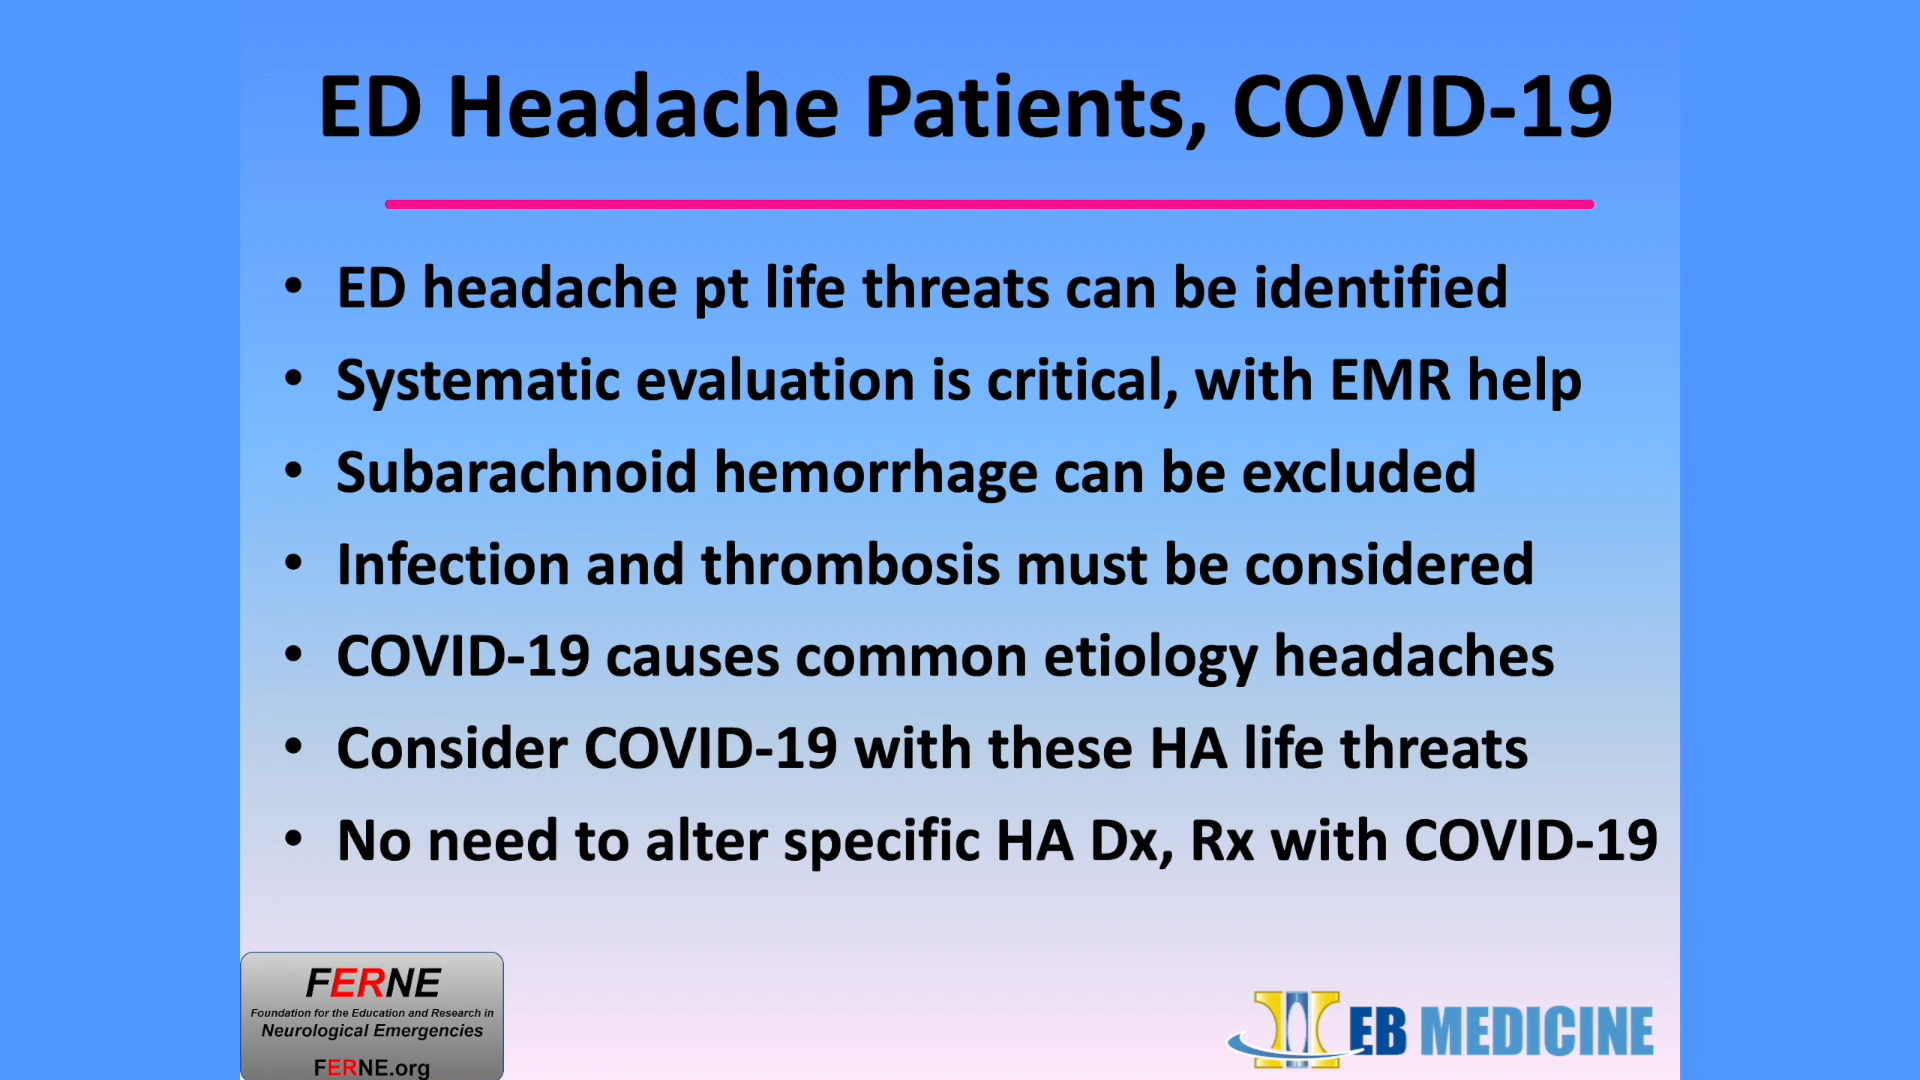 ED Headache Patients, COVID-19
• ED headache pt life threats can be identified
• Systematic evaluation is critical, with EMR help
• Subarachnoid hemorrhage can be excluded
• Infection and thrombosis must be considered
• COVID-19 causes common etiology headaches
• Consider COVID-19 with these HA life threats
• No need to alter specific HA Dx, Rx with COVID-19
FERNE
Foundation for the Education and Research in
Neurological Emergencies
FERNE.org
EB MEDICINE